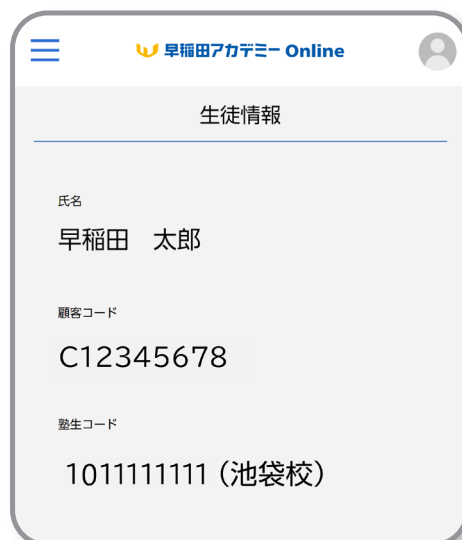 早稲田アカデミー Online
生徒情報
氏名
早稲田　太郎
顧客コード
C12345678
塾生コード
1011111111（池袋校）